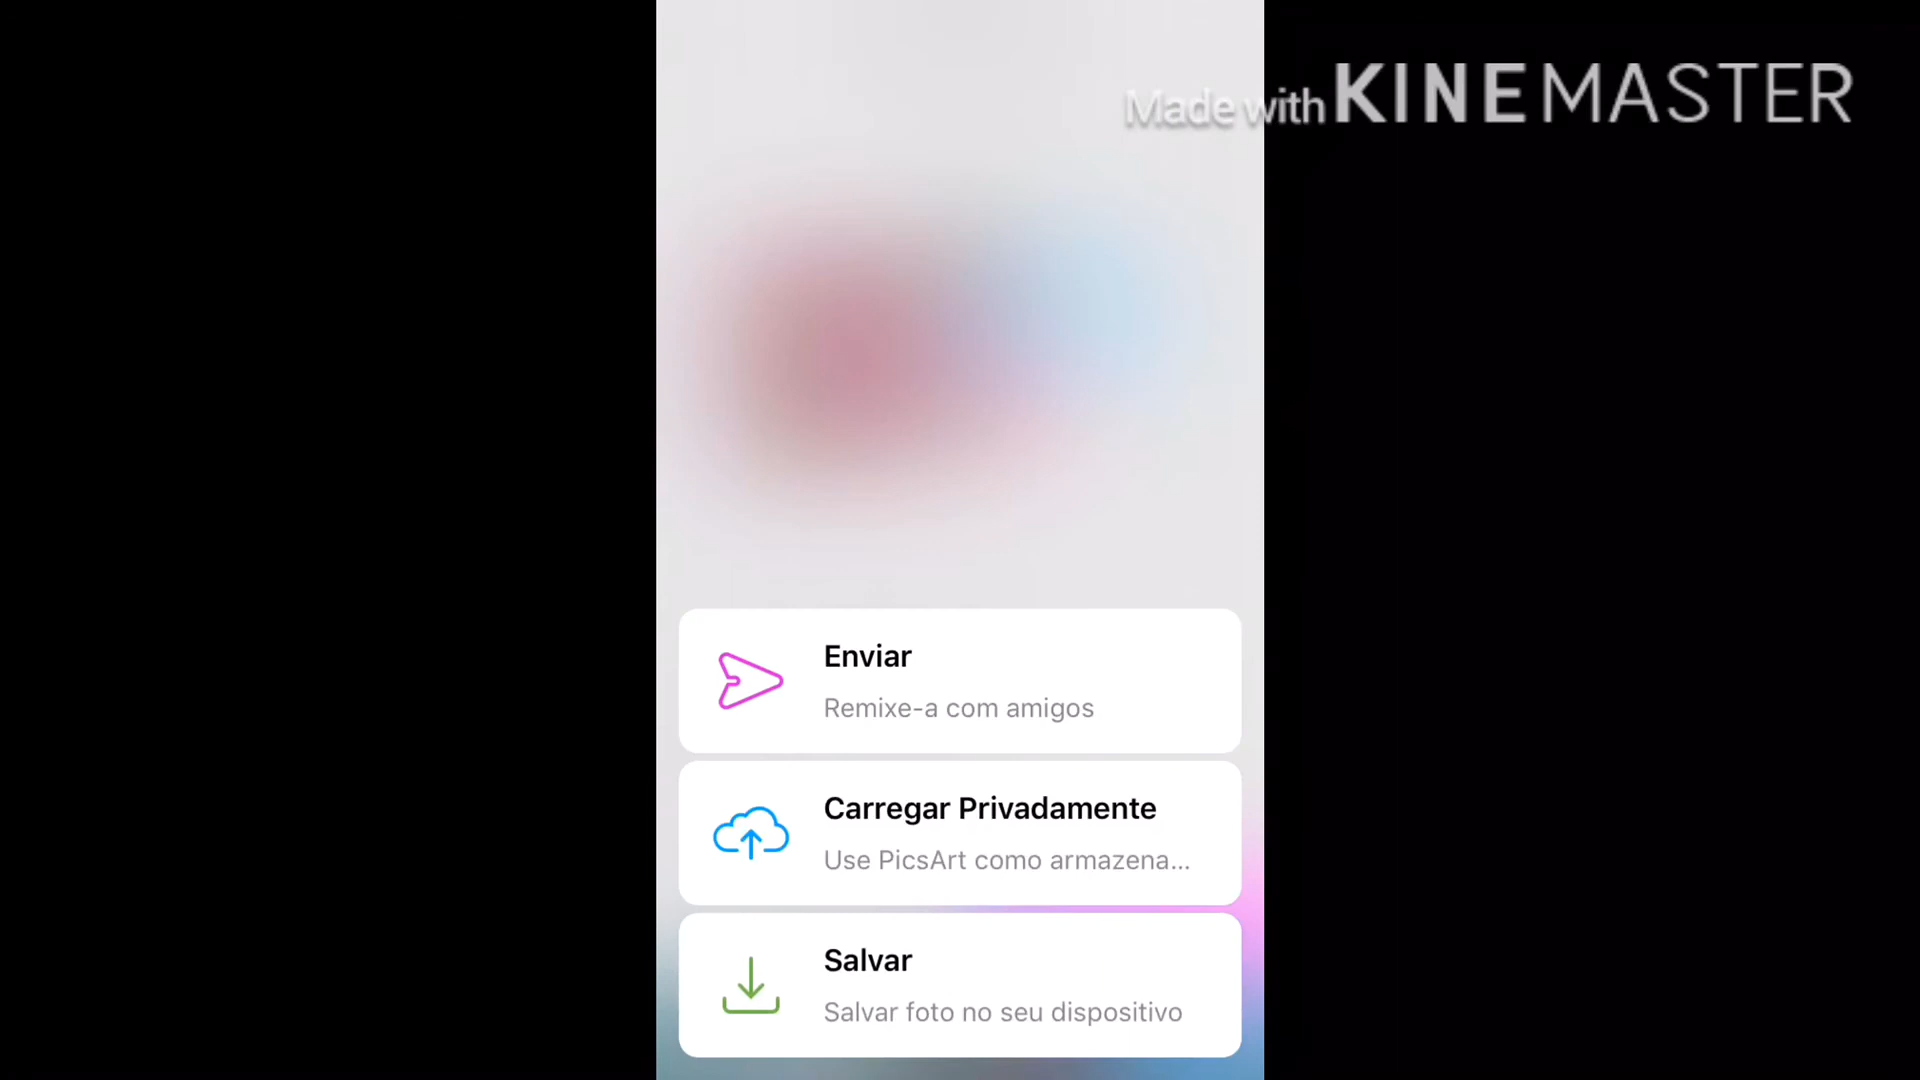 Made with KINEMASTER
Enviar
Remixe-a com amigos
Carregar Privadamente
Use PicsArt como armazena...
Salvar
Salvar foto no seu dispositivo